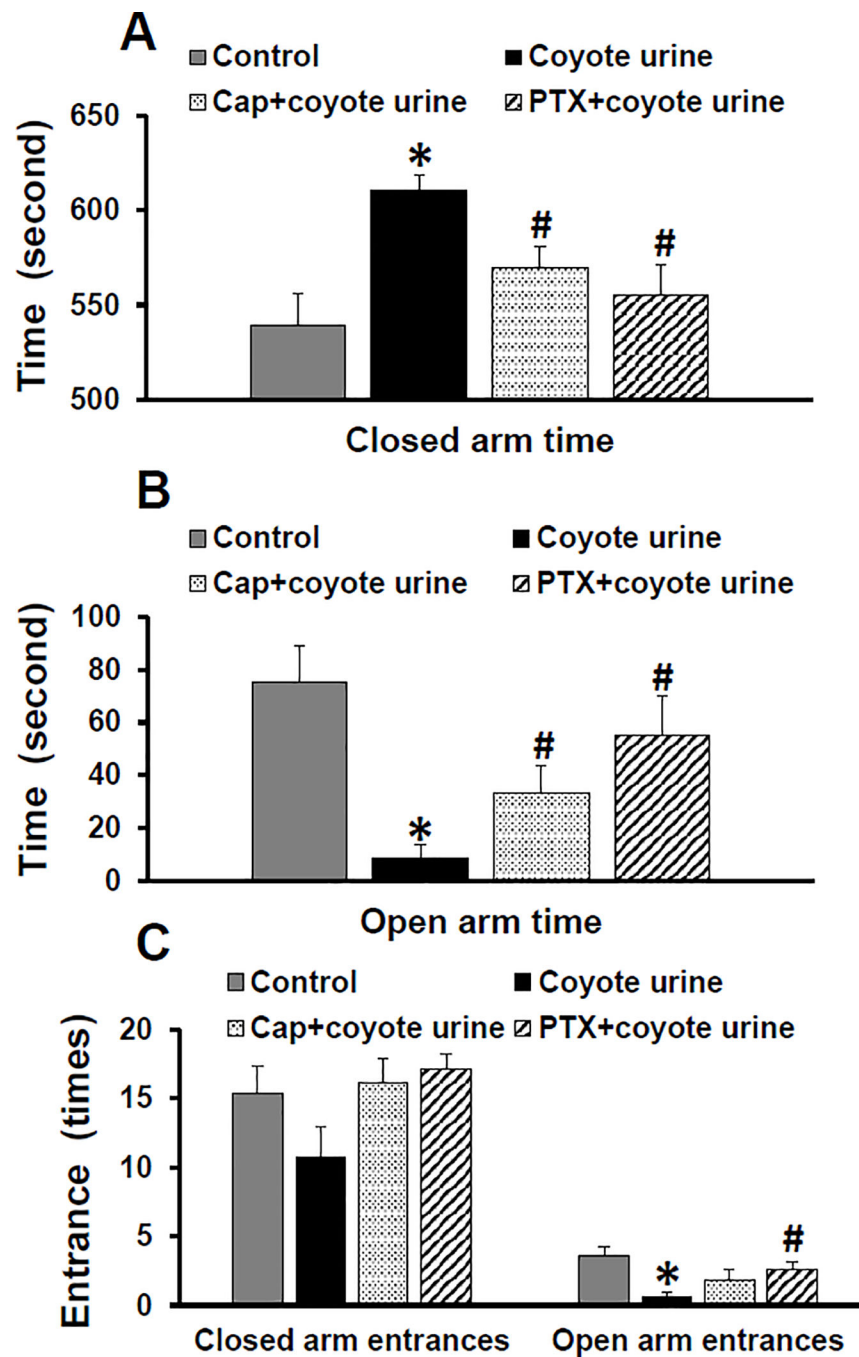 A
Control Coyote urine
Cap+coyote urine PTX+coyote urine
650
600
550
500
Time (second)
* # #
Closed arm time
B
Control Coyote urine
Cap+coyote urine PTX+coyote urine
100
80
60
40
20
0
Time (second)
* # #
Open arm time
C
Control Coyote urine
Cap+coyote urine PTX+coyote urine
20
15
10
5
0
Entrance (times)
* #
Closed arm entrances Open arm entrances